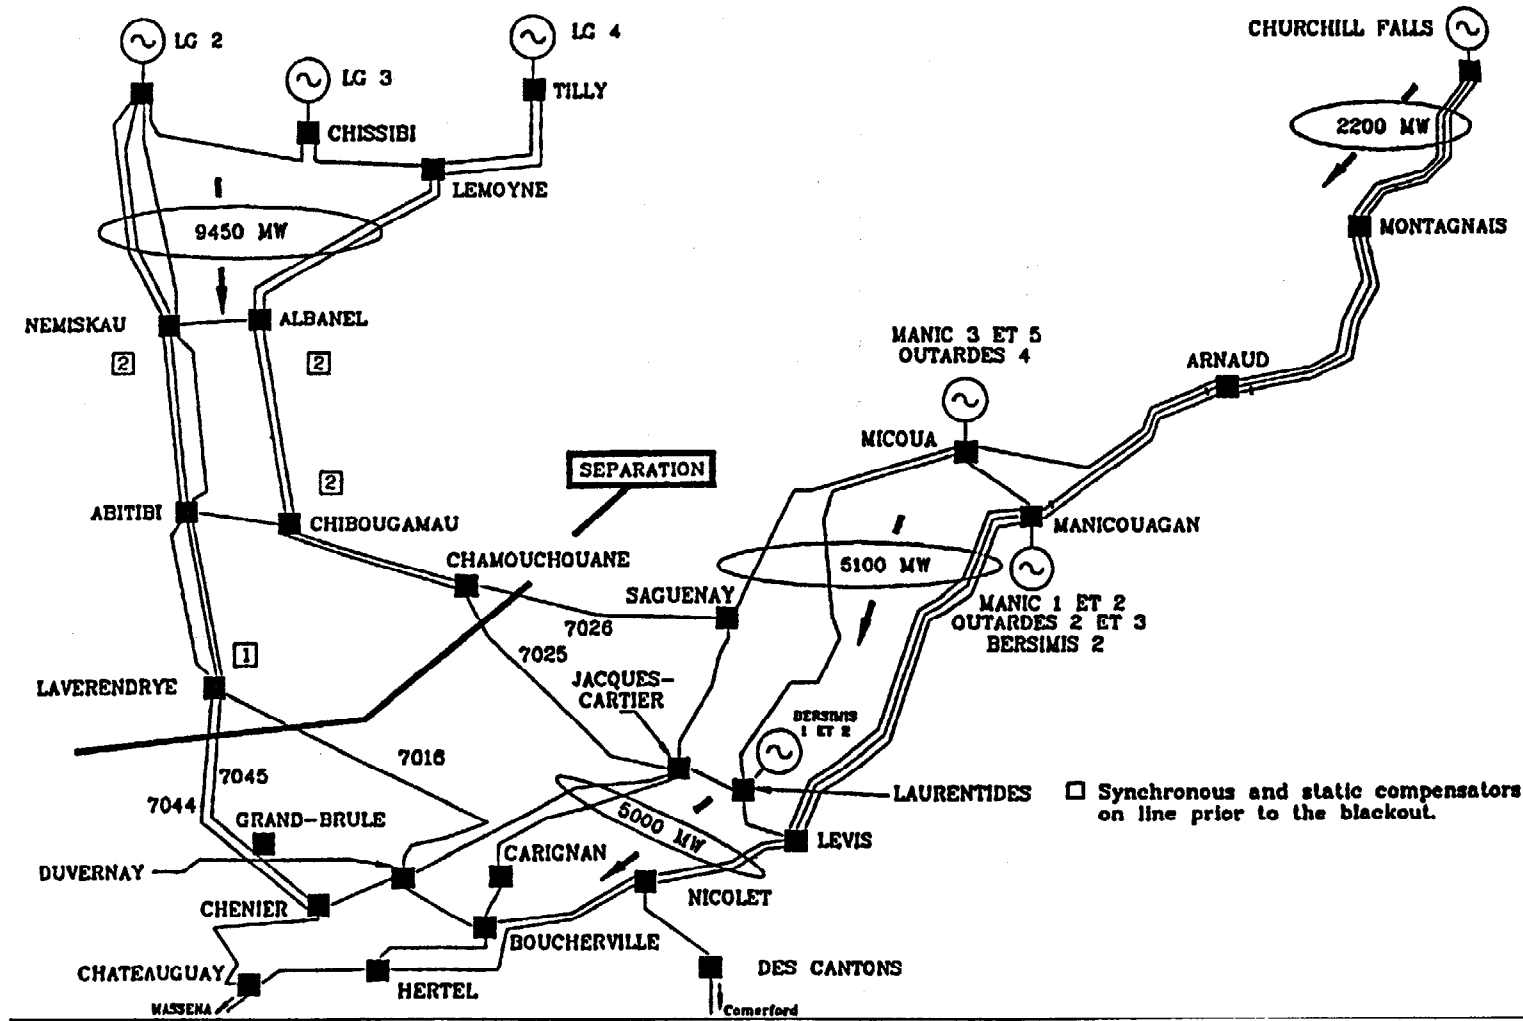 LG 2
LG 3
LG 4
CHURCHILL FALLS
TILLY
CHISSIBI
LEMOYNE
2200 MW
9450 MW
MONTAGNAIS
NEMISKAU
ALBANEL
2
2
MANIC 3 ET 5
OUTARDES 4
ARNAUD
MICOUA
SEPARATION
2
ABITIBI
CHIBOUGAMAU
MANICOUAGAN
CHAMOUCHOUANE
5100 MW
SAGUENAY
MANIC 1 ET 2
OUTARDES 2 ET 3
BERSIMIS 2
7026
7025
1
LAVERENDRYE
JACQUES-
CARTIER
BERSIMIS
1 ET 2
7016
7045
7044
GRAND-BRULE
5000 MW
LAURENTIDES
Synchronous and static compensators
on line prior to the blackout.
LEVIS
CARIGNAN
DUVERNAY
NICOLET
CHENIER
BOUCHERVILLE
CHATEAUGUAY
HERTEL
DES CANTONS
MASSENA
Comerford